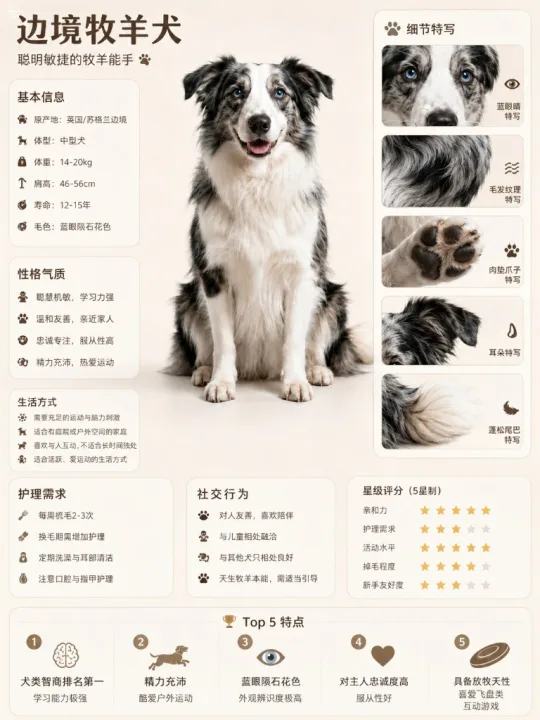 边境牧羊犬
聪明敏捷的牧羊能手
基本信息
原产地：英国/苏格兰边境
体型：中型犬
体重：14-20kg
肩高：46-56cm
寿命：12-15年
毛色：蓝眼陨石花色
性格气质
聪慧机敏，学习力强
温和友善，亲近家人
忠诚专注，服从性高
精力充沛，热爱运动
生活方式
需要充足的运动与脑力刺激
适合有庭院或户外空间的家庭
喜欢与人互动，不适合长时间独处
适合活跃、爱运动的生活方式
细节特写
蓝眼睛
特写
毛发纹理
特写
肉垫爪子
特写
耳朵特写
蓬松尾巴
特写
护理需求
每周梳毛2-3次
换毛期需增加护理
定期洗澡与耳部清洁
注意口腔与指甲护理
社交行为
对人友善，喜欢陪伴
与儿童相处融洽
与其他犬只相处良好
天生牧羊本能，需适当引导
星级评分（5星制）
亲和力
护理需求
活动水平
掉毛程度
新手友好度
Top 5 特点
1
犬类智商排名第一
学习能力极强
2
精力充沛
酷爱户外运动
3
蓝眼陨石花色
外观辨识度极高
4
对主人忠诚度高
服从性好
5
具备放牧天性
喜爱飞盘类
互动游戏